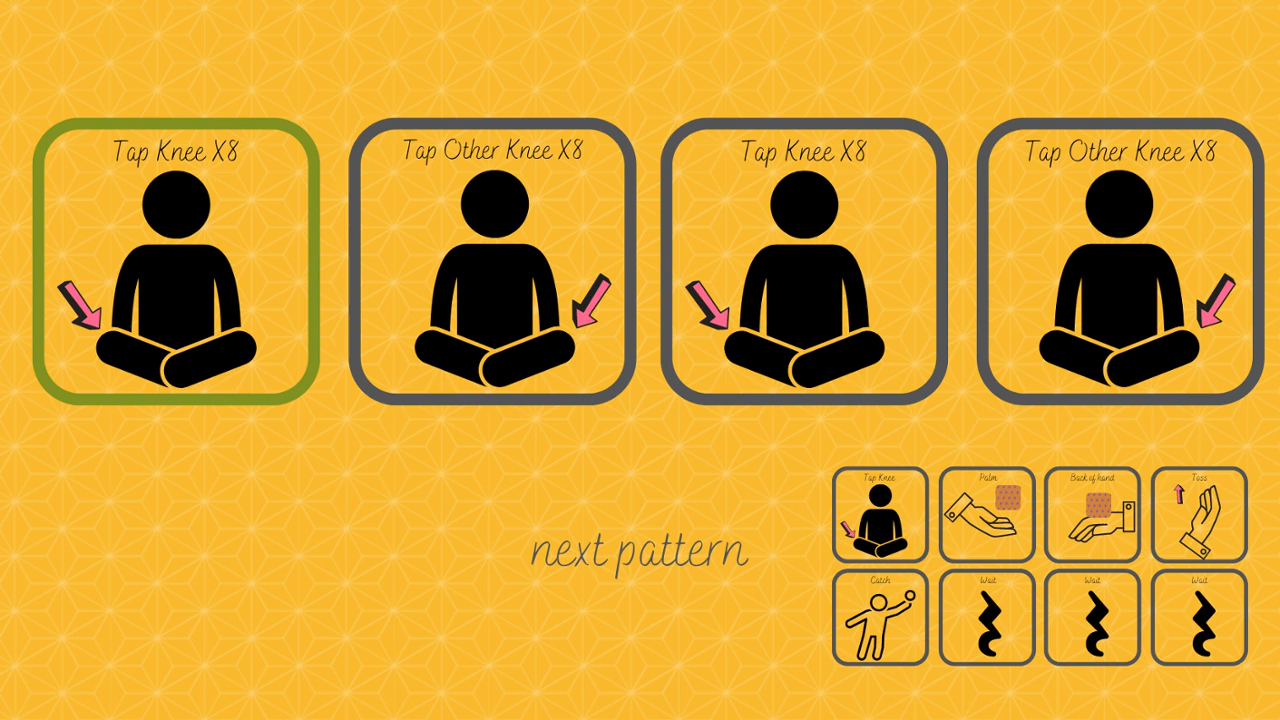 Tap Knee X8
Tap Other Knee X8
Tap Knee X8
Tap Other Knee X8
next pattern
Tap Knee
Palm
Back of hand
Toss
Catch
Wait
Wait
Wait